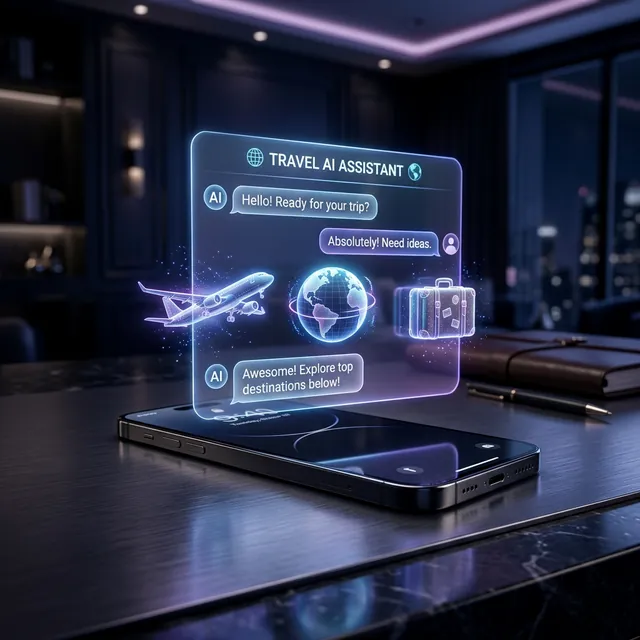 TRAVEL AI ASSISTANT
AI
Hello! Ready for your trip?
Absolutely! Need ideas.
AI
Awesome! Explore top
destinations below!